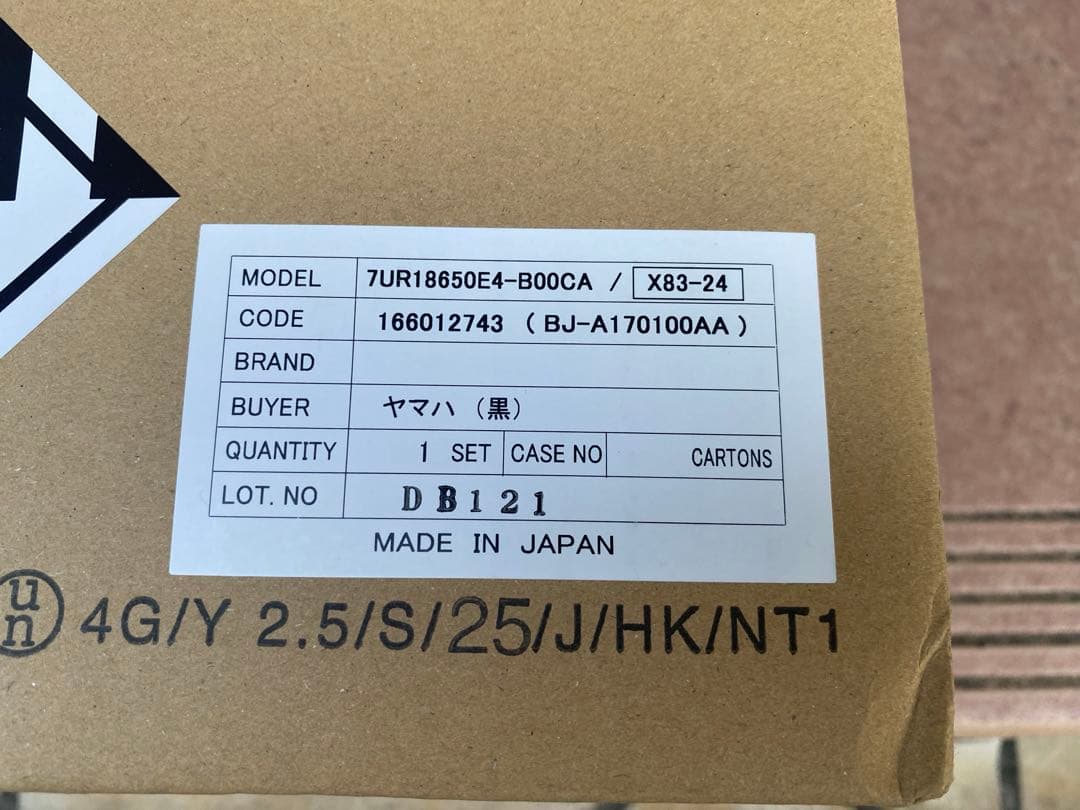 MODEL 7UR18650E4-B00CA / X83-24
CODE 166012743 ( BJ-A170100AA )
BRAND
BUYER ヤマハ (黒)
QUANTITY 1 SET CASE NO CARTONS
LOT. NO DB121
MADE IN JAPAN
un 4G/Y 2.5/S/25/J/HK/NT1